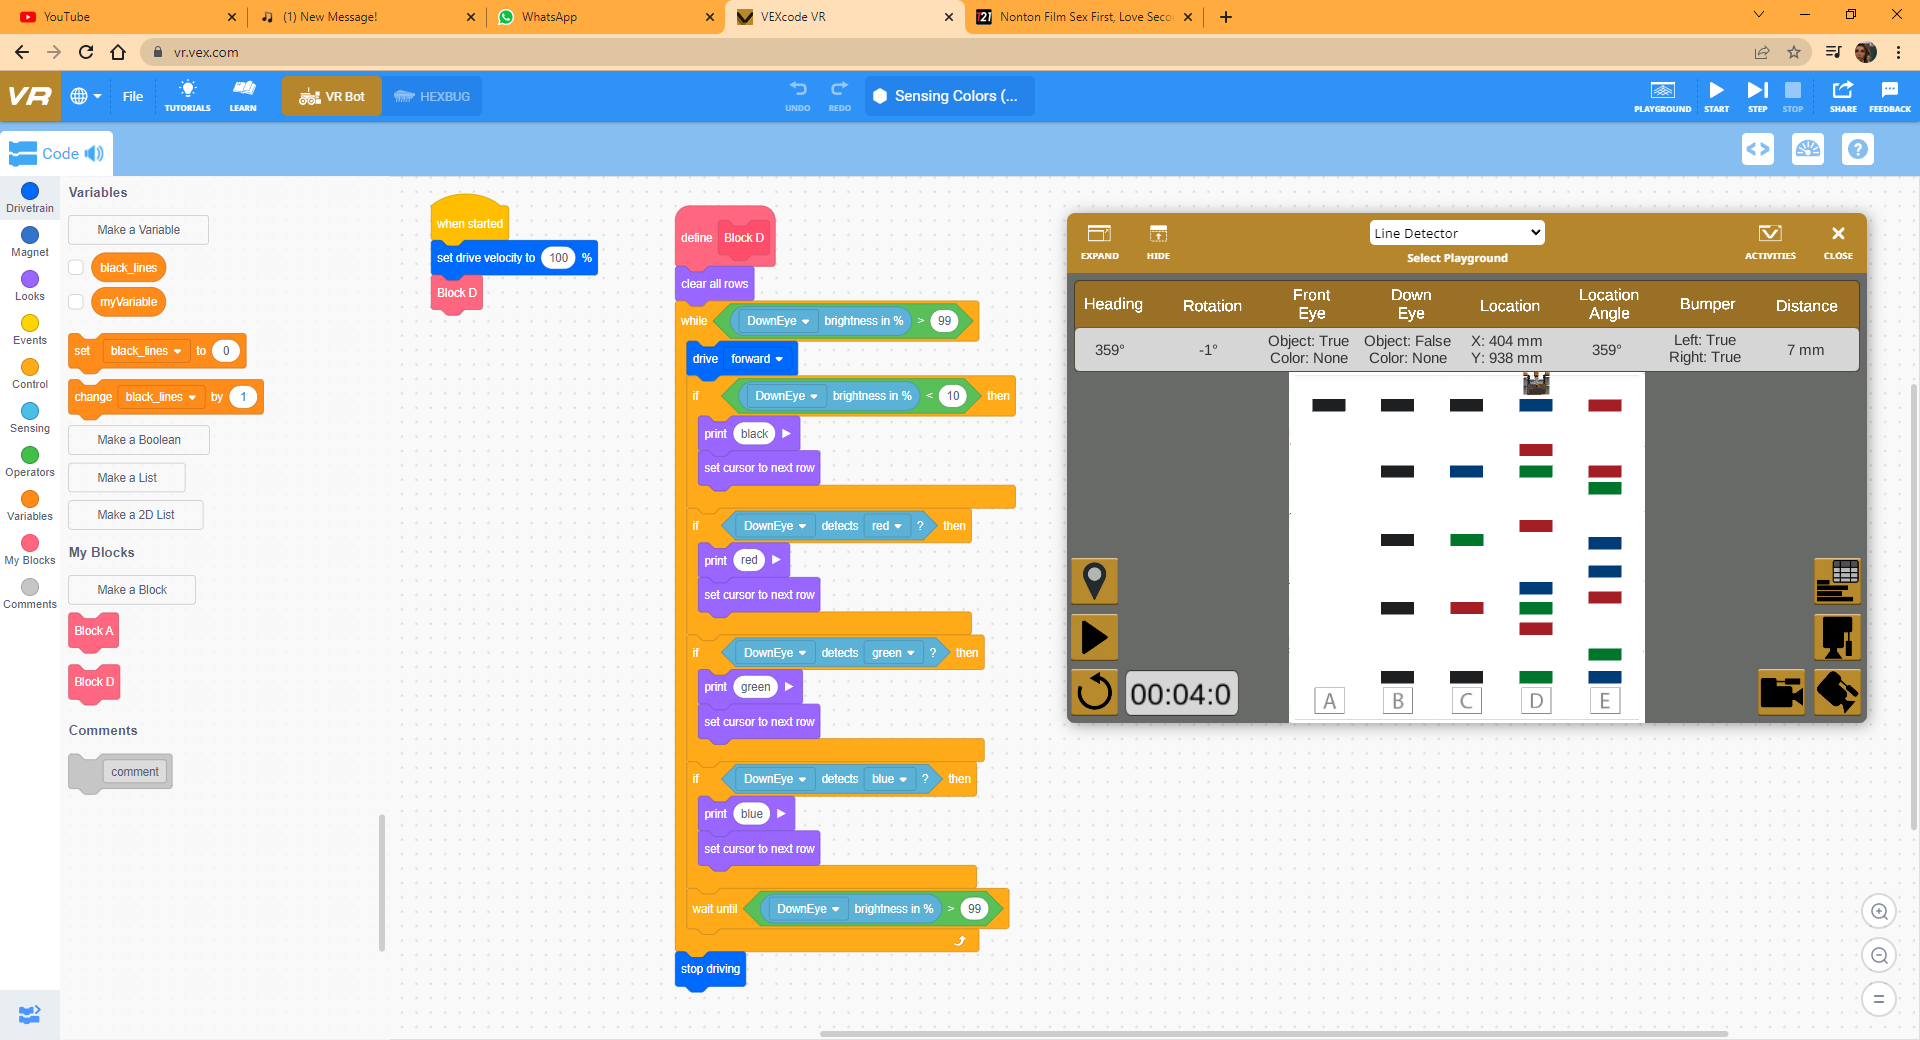 YouTube
(1) New Message!
WhatsApp
VEXcode VR
Nonton Film Sex First, Love Seco
vr.vex.com
VR
File
TUTORIALS
LEARN
VR Bot
HEXBUG
UNDO
REDO
Sensing Colors (...
PLAYGROUND
START
STEP
STOP
SHARE
FEEDBACK
Code
Drivetrain
Magnet
Looks
Events
Control
Sensing
Operators
Variables
My Blocks
Comments
Variables
Make a Variable
black_lines
myVariable
set black_lines to 0
change black_lines by 1
Make a Boolean
Make a List
Make a 2D List
My Blocks
Make a Block
Block A
Block D
Comments
comment
when started
set drive velocity to 100 %
Block D
define Block D
clear all rows
while DownEye brightness in % > 99
drive forward
if DownEye brightness in % < 10 then
print black
set cursor to next row
if DownEye detects red ? then
print red
set cursor to next row
if DownEye detects green ? then
print green
set cursor to next row
if DownEye detects blue ? then
print blue
set cursor to next row
wait until DownEye brightness in % > 99
stop driving
EXPAND
HIDE
Line Detector
Select Playground
ACTIVITIES
CLOSE
Heading Rotation Front Eye Down Eye Location Location Angle Bumper Distance
359° -1° Object: True Object: False X: 404 mm 359° Left: True 7 mm
Color: None Color: None Y: 938 mm Right: True
00:04:0
A B C D E